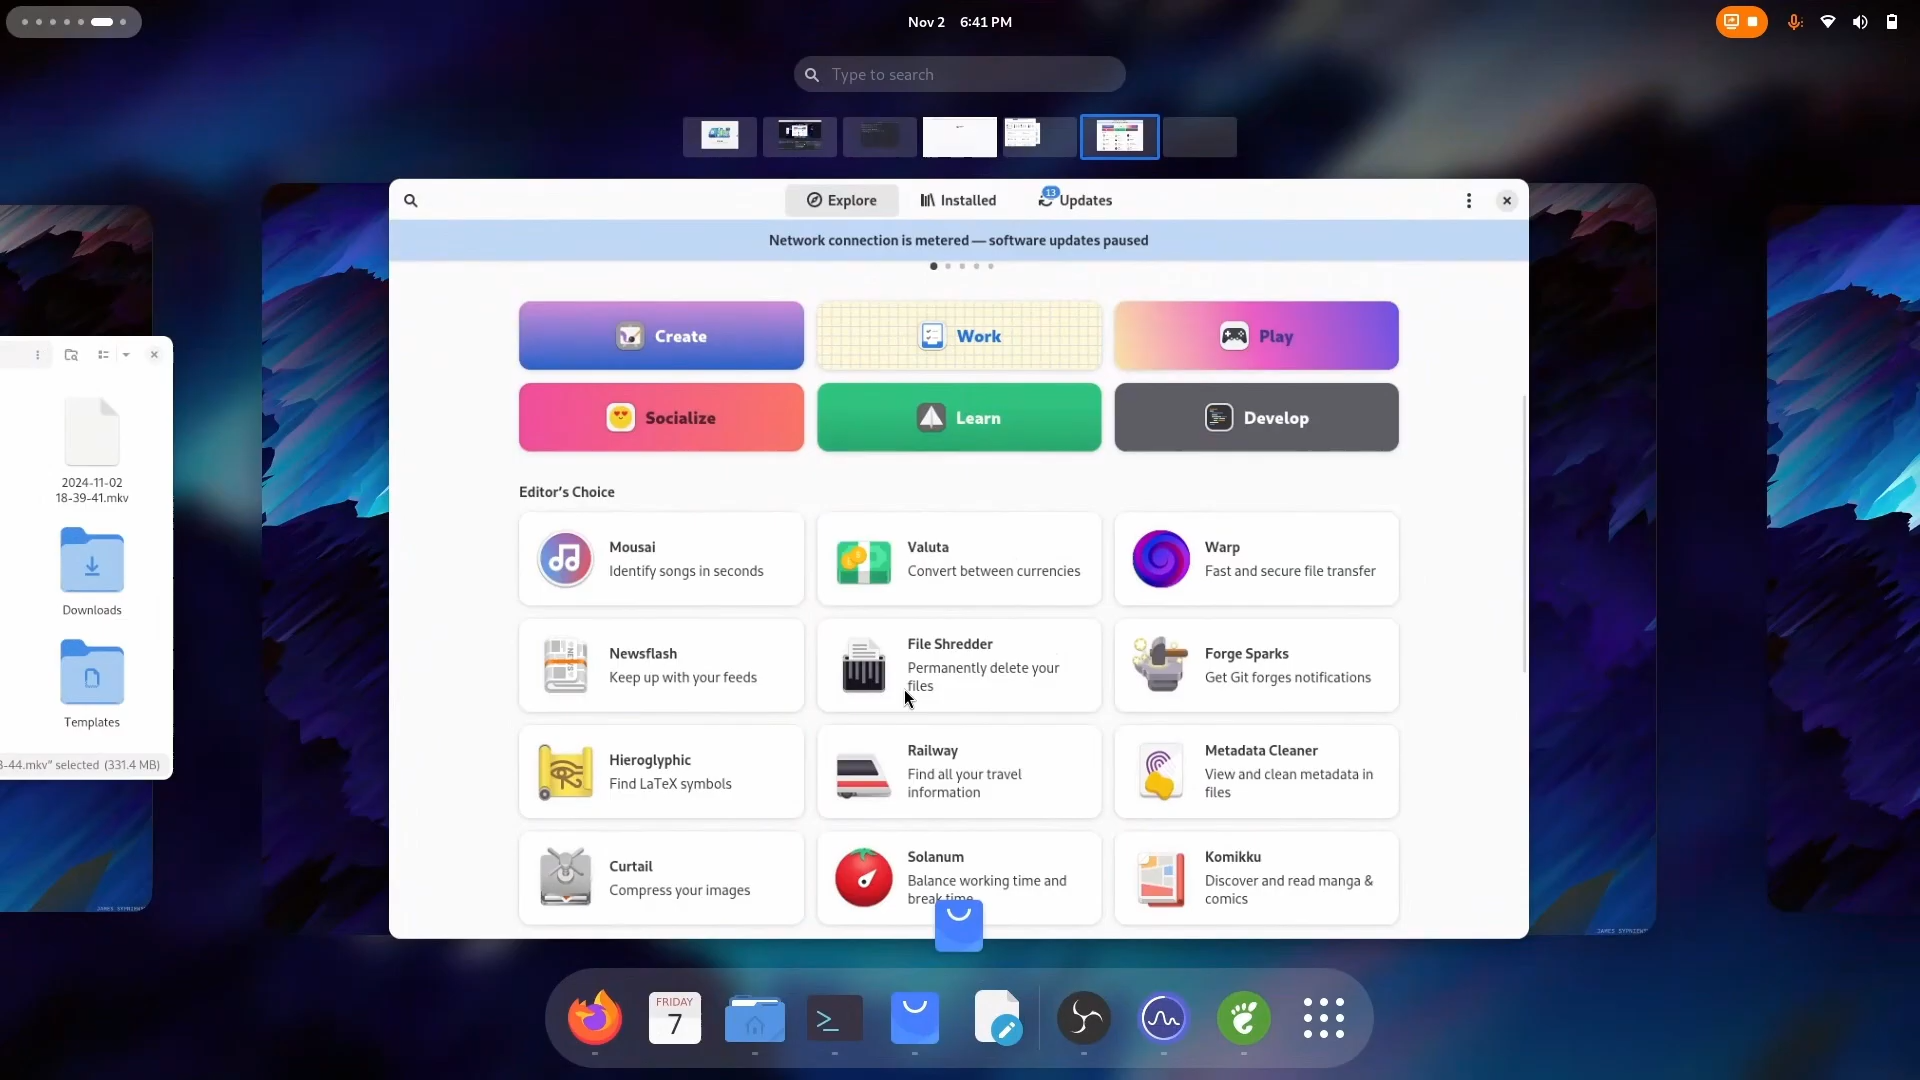 Nov 2 6:41 PM
Type to search
Explore
Installed
13
Updates
Network connection is metered — software updates paused
Create
Work
Play
Socialize
Learn
Develop
Editor's Choice
Mousai
Identify songs in seconds
Valuta
Convert between currencies
Warp
Fast and secure file transfer
Newsflash
Keep up with your feeds
File Shredder
Permanently delete your
files
Forge Sparks
Get Git forges notifications
Hieroglyphic
Find LaTeX symbols
Railway
Find all your travel
information
Metadata Cleaner
View and clean metadata in
files
Curtail
Compress your images
Solanum
Balance working time and
break time
Komikku
Discover and read manga &
comics
2024-11-02
18-39-41.mkv
Downloads
Templates
3-44.mkv" selected (331.4 MB)
FRIDAY
7